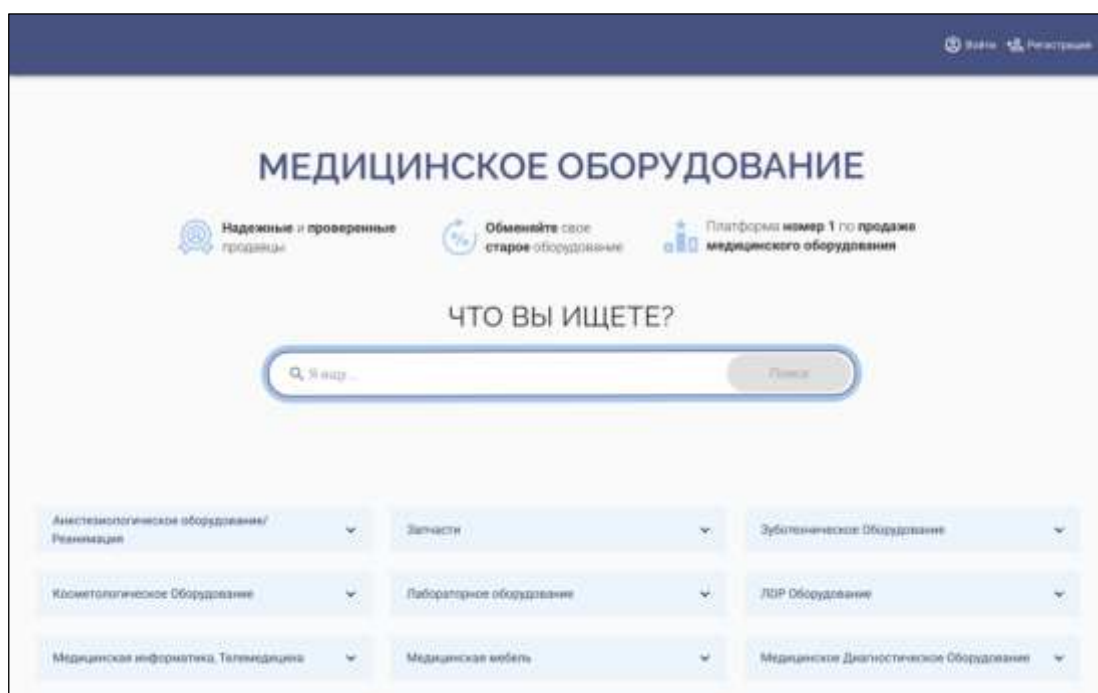 Войти Регистрация
МЕДИЦИНСКОЕ ОБОРУДОВАНИЕ
Надежные и проверенные
продавцы
Обменяйте свое
старое оборудование
Платформа номер 1 по продаже
медицинского оборудования
ЧТО ВЫ ИЩЕТЕ?
Я ищу... Поиск
Анестезиологическое оборудование/
Реанимация
Запчасти
Зуботехническое Оборудование
Косметологическое Оборудование
Лабораторное оборудование
ЛОР Оборудование
Медицинская информатика, Телемедицина
Медицинская мебель
Медицинское Диагностическое Оборудование